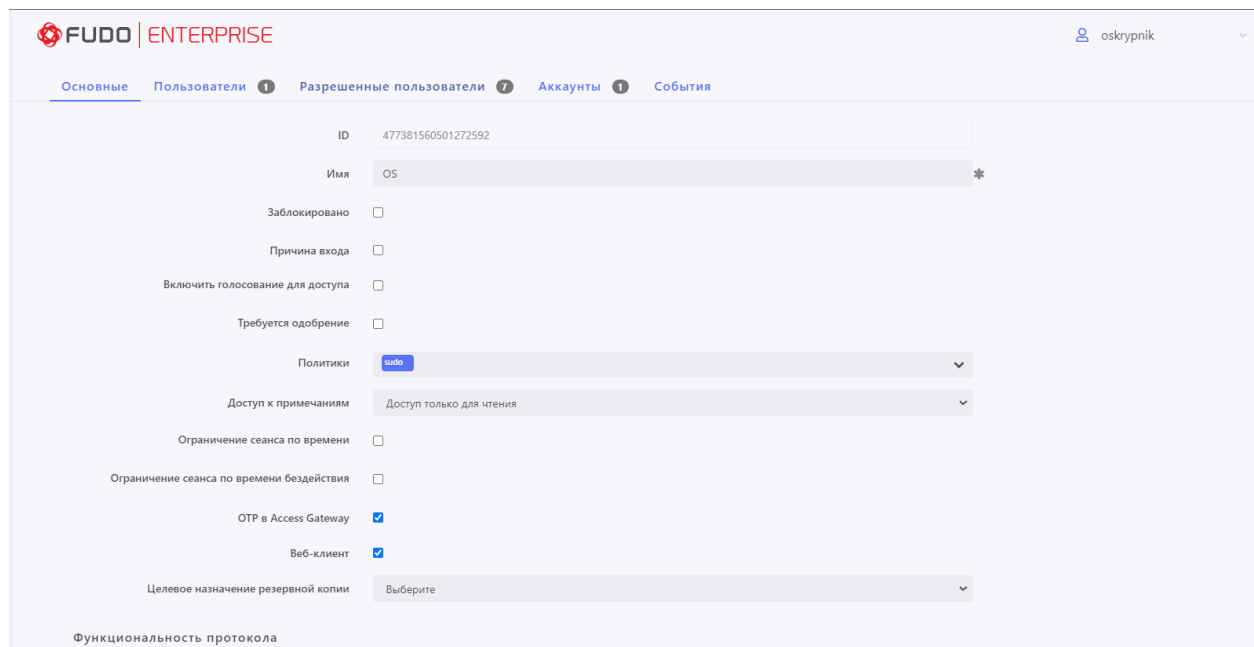 FUDO ENTERPRISE
oskrypnik
Основные Пользователи 1 Разрешенные пользователи 7 Аккаунты 1 События
ID 477381560501272592
Имя OS *
Заблокировано
Причина входа
Включить голосование для доступа
Требуется одобрение
Политики sudo
Доступ к примечаниям Доступ только для чтения
Ограничение сеанса по времени
Ограничение сеанса по времени бездействия
OTP в Access Gateway
Веб-клиент
Целевое назначение резервной копии Выберите
Функциональность протокола